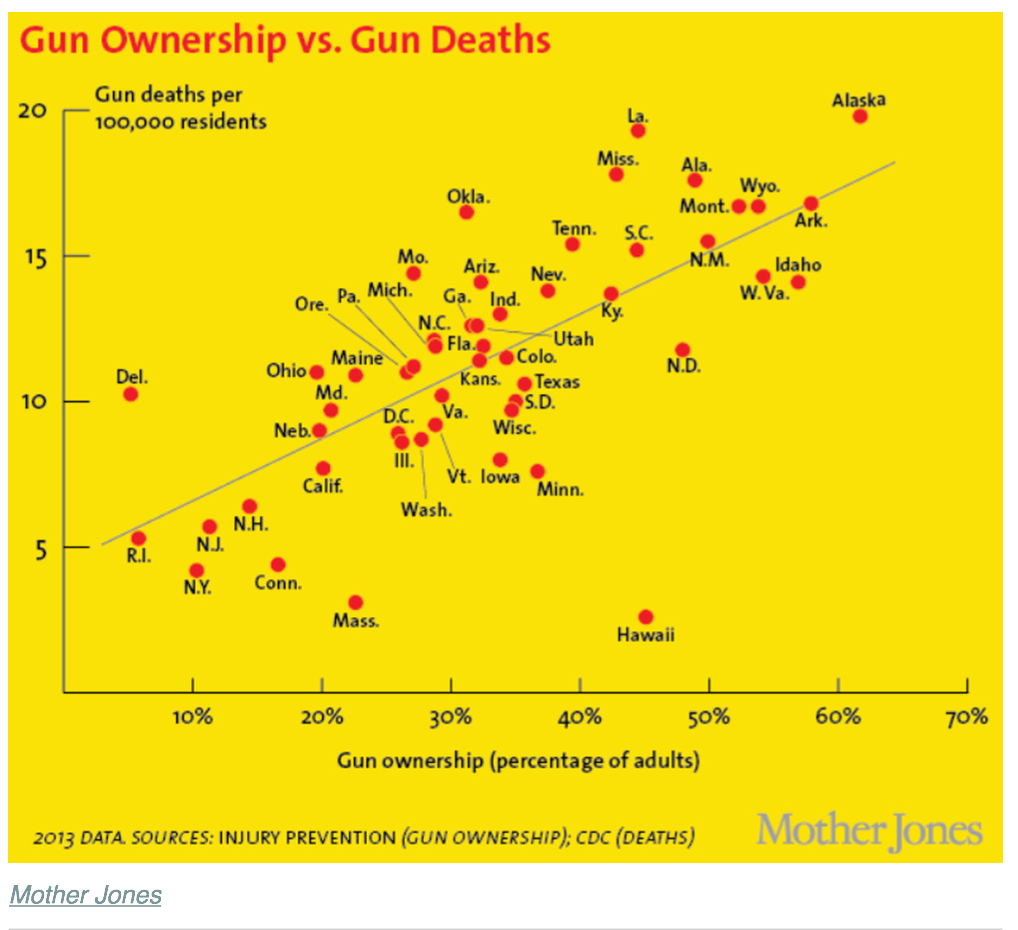 Gun Ownership vs. Gun Deaths
Gun deaths per
100,000 residents
20
15
10
5
Alaska
La.
Miss.
Ala.
Wyo.
Okla.
Mont.
Ark.
Tenn.
S.C.
Mo.
Ariz.
Nev.
N.M.
Idaho
Pa.
Mich.
Ga.
Ind.
W.Va.
Ore.
Ky.
N.C.
Fla.
Utah
Maine
Colo.
N.D.
Ohio
Del.
Kans.
Texas
Md.
D.C.
Va.
S.D.
Neb.
Wisc.
Ill.
Calif.
Vt.
Iowa
Minn.
Wash.
N.H.
N.J.
R.I.
N.Y.
Conn.
Mass.
Hawaii
10%
20%
30%
40%
50%
60%
70%
Gun ownership (percentage of adults)
2013 DATA. SOURCES: INJURY PREVENTION (GUN OWNERSHIP); CDC (DEATHS)
Mother Jones
Mother Jones